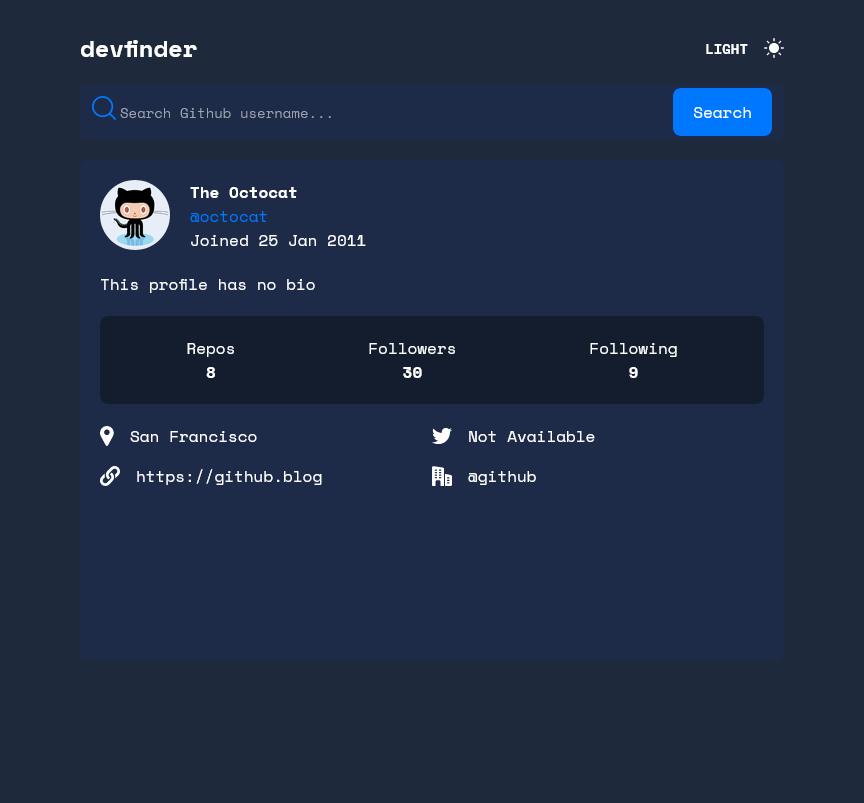 devfinder
LIGHT
Search Github username...
Search
The Octocat
@octocat
Joined 25 Jan 2011
This profile has no bio
Repos
8
Followers
30
Following
9
San Francisco
Not Available
https://github.blog
@github